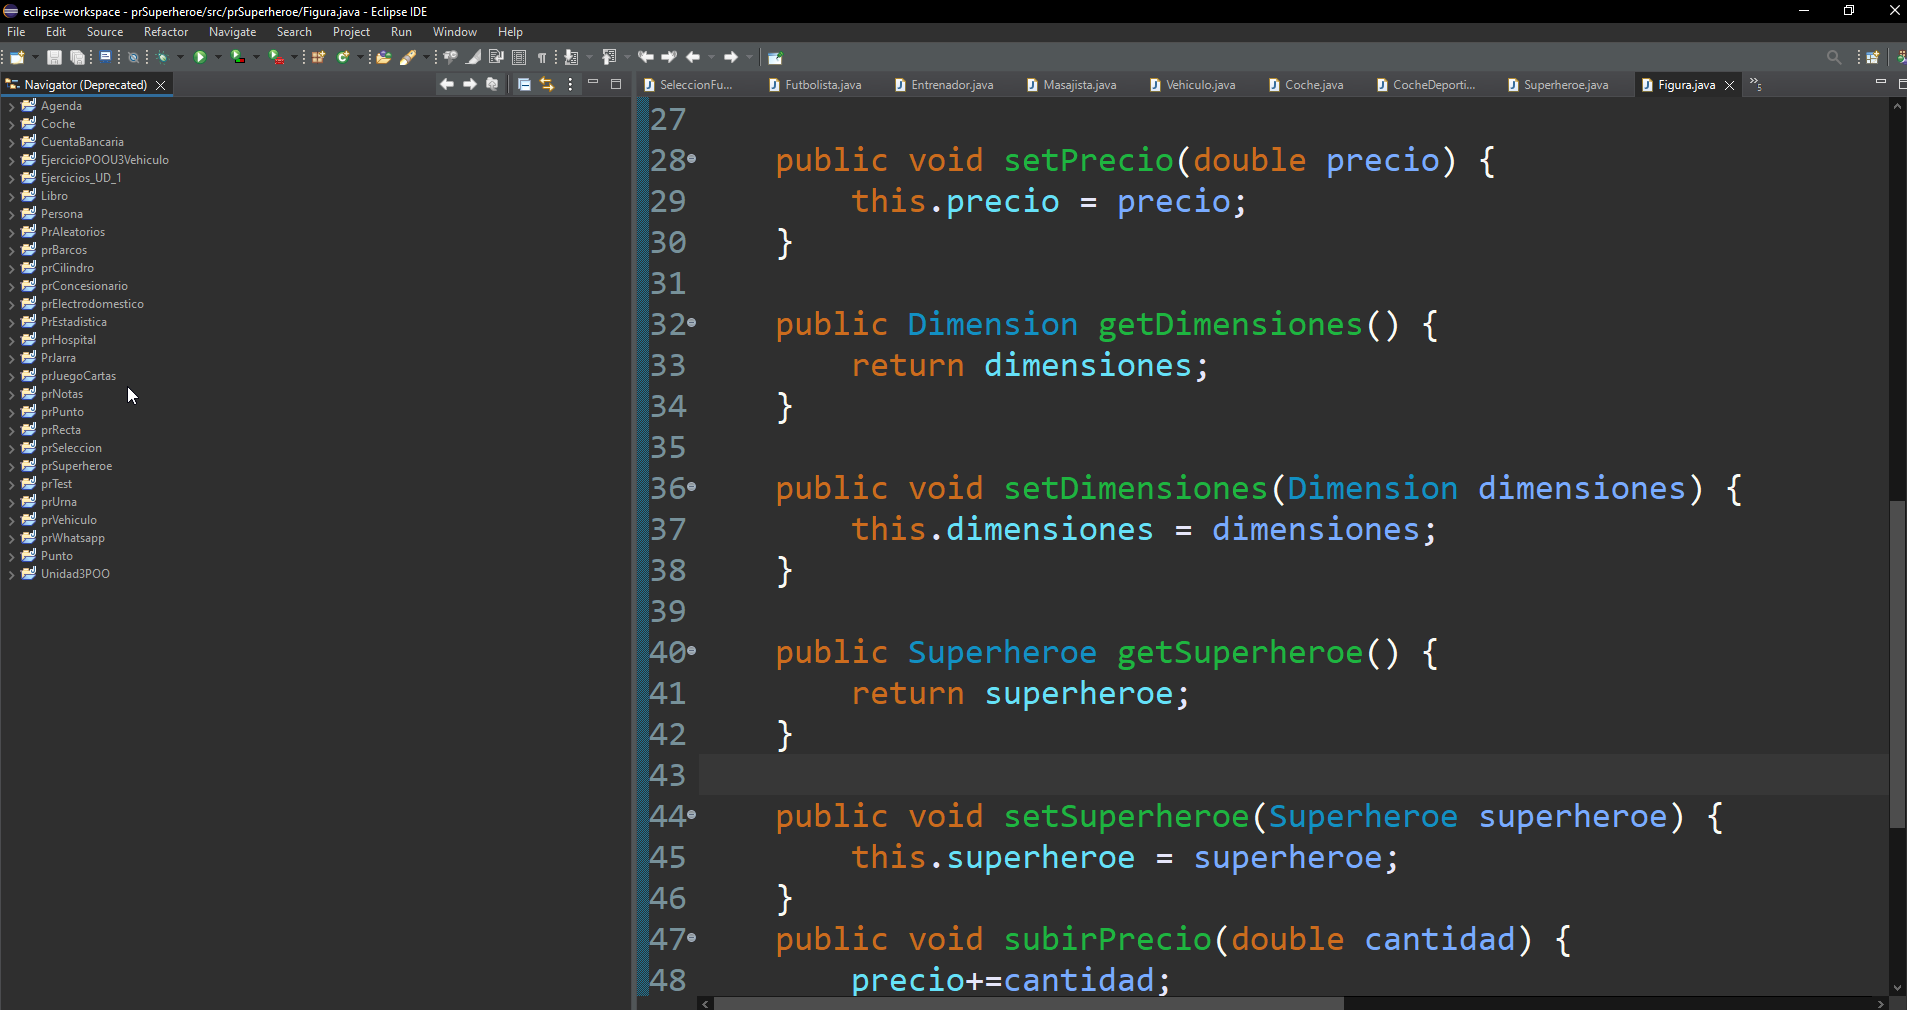 eclipse-workspace - prSuperheroe/src/prSuperheroe/Figura.java - Eclipse IDE
File Edit Source Refactor Navigate Search Project Run Window Help
Navigator (Deprecated)
SeleccionFu... Futbolista.java Entrenador.java Masajista.java Vehiculo.java Coche.java CocheDeporti... Superheroe.java Figura.java »5
Agenda
Coche
CuentaBancaria
EjercicioPOOU3Vehiculo
Ejercicios_UD_1
Libro
Persona
PrAleatorios
prBarcos
prCilindro
prConcesionario
prElectrodomestico
PrEstadistica
prHospital
PrJarra
prJuegoCartas
prNotas
prPunto
prRecta
prSeleccion
prSuperheroe
prTest
prUrna
prVehiculo
prWhatsapp
Punto
Unidad3POO
27
28 public void setPrecio(double precio) {
29 this.precio = precio;
30 }
31
32 public Dimension getDimensiones() {
33 return dimensiones;
34 }
35
36 public void setDimensiones(Dimension dimensiones) {
37 this.dimensiones = dimensiones;
38 }
39
40 public Superheroe getSuperheroe() {
41 return superheroe;
42 }
43
44 public void setSuperheroe(Superheroe superheroe) {
45 this.superheroe = superheroe;
46 }
47 public void subirPrecio(double cantidad) {
48 precio+=cantidad;